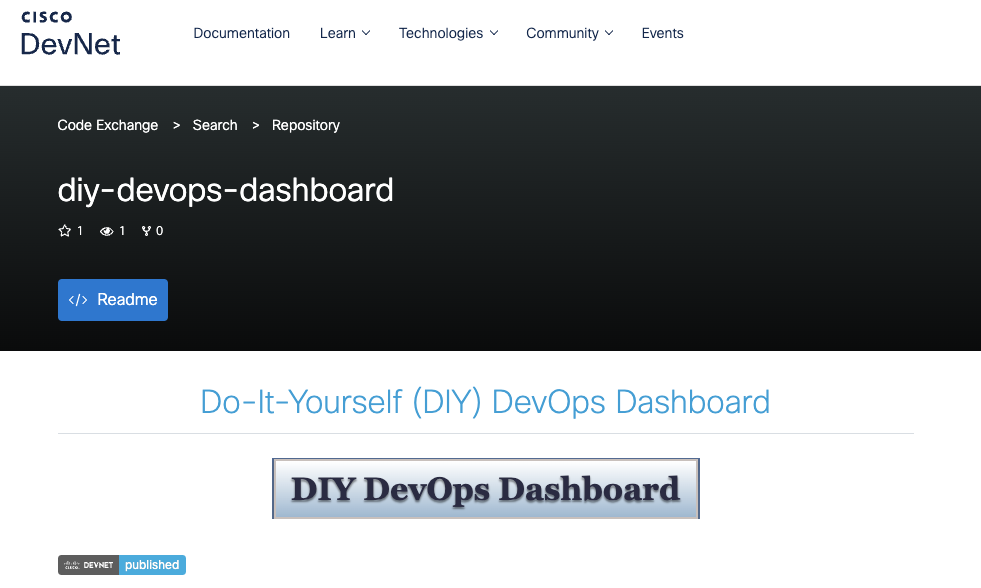 CISCO
DevNet
Documentation Learn Technologies Community Events
Code Exchange > Search > Repository
diy-devops-dashboard
1 1 0
</> Readme
Do-It-Yourself (DIY) DevOps Dashboard
DIY DevOps Dashboard
CISCO DEVNET published